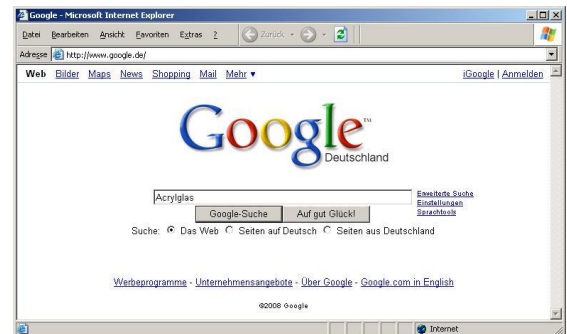 Google - Microsoft Internet Explorer
Datei Bearbeiten Ansicht Favoriten Extras ? Zurück
Adresse http://www.google.de/
Web Bilder Maps News Shopping Mail Mehr ▼ iGoogle | Anmelden
Google™
Deutschland
Acrylglas
Erweiterte Suche
Einstellungen
Sprachtools
Google-Suche Auf gut Glück!
Suche: Das Web Seiten auf Deutsch Seiten aus Deutschland
Werbeprogramme - Unternehmensangebote - Über Google - Google.com in English
©2008 Google
Internet